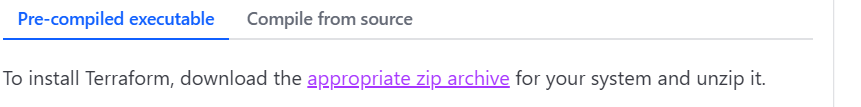 Pre-compiled executable Compile from source
To install Terraform, download the appropriate zip archive for your system and unzip it.